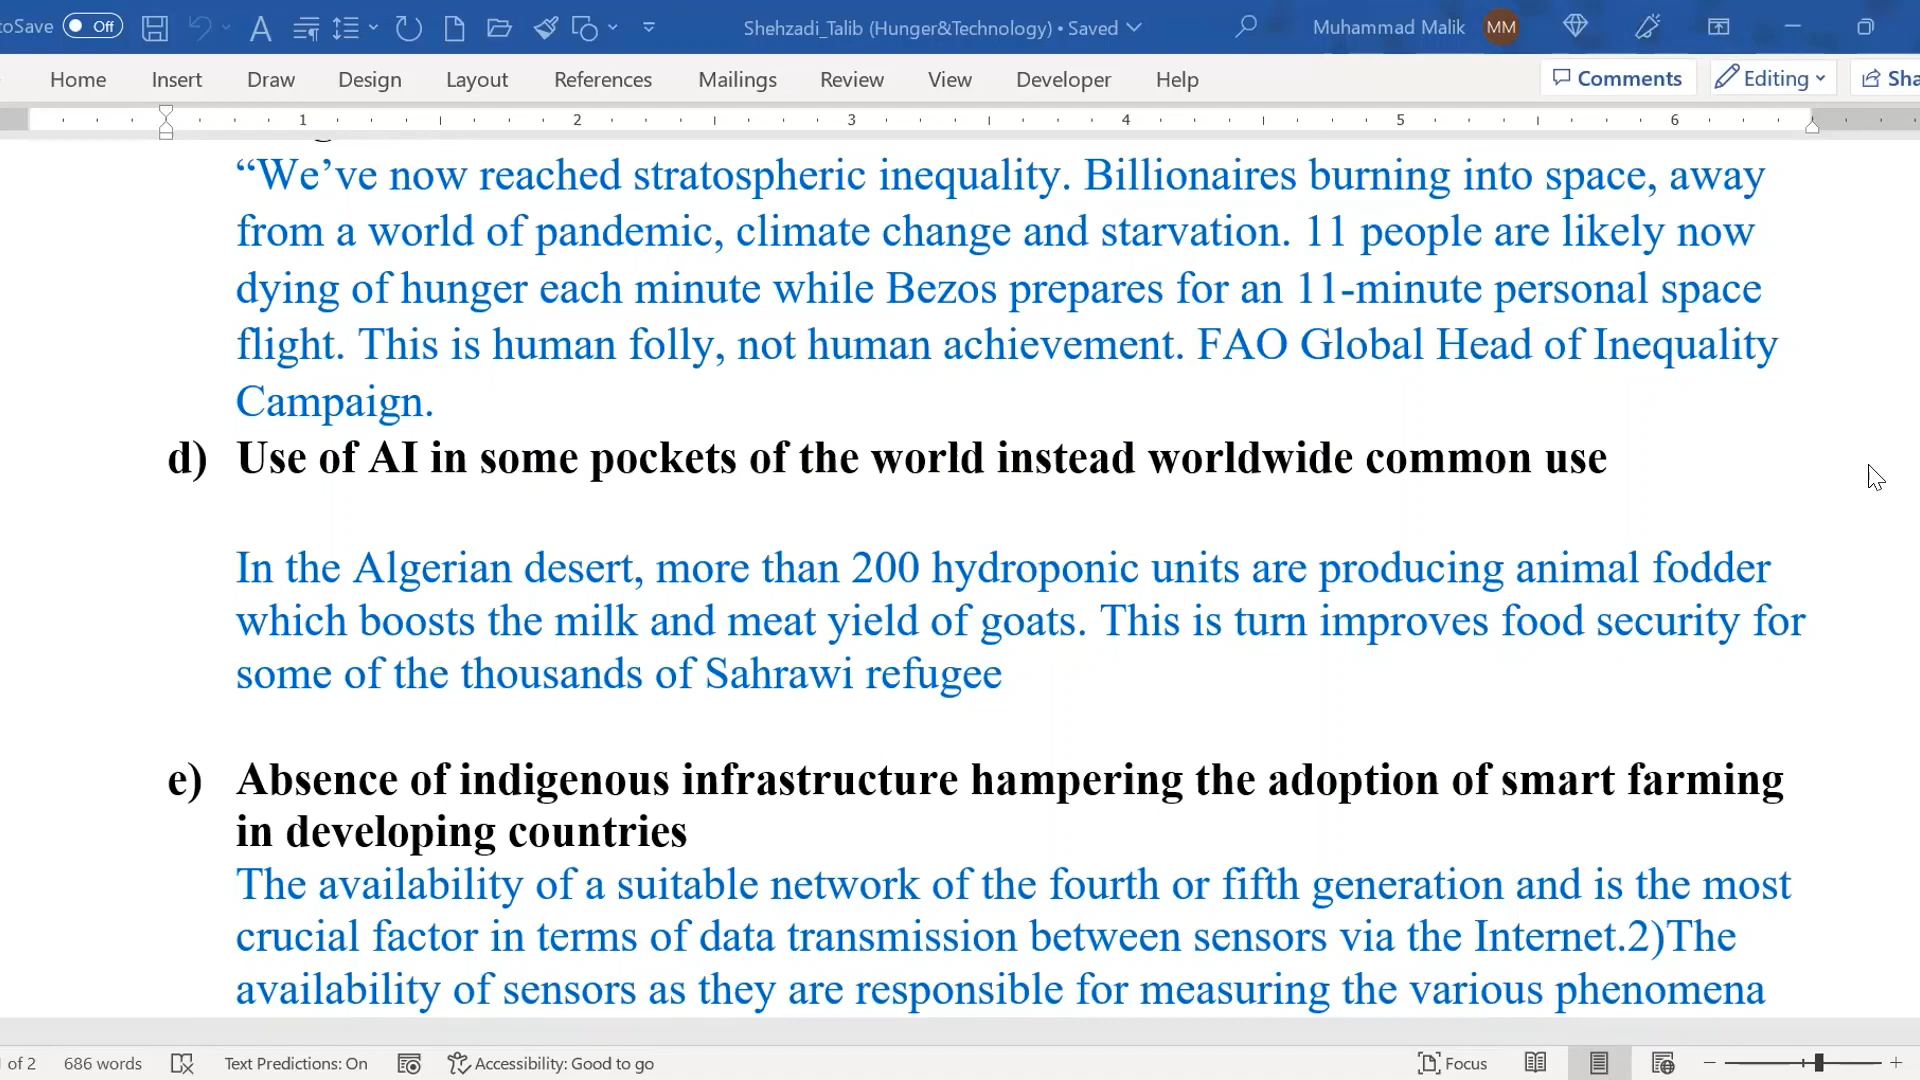 toSave Off Shehzadi_Talib (Hunger&Technology) • Saved Muhammad Malik MM
Home Insert Draw Design Layout References Mailings Review View Developer Help Comments Editing Sha
1 2 3 4 5 6
“We’ve now reached stratospheric inequality. Billionaires burning into space, away
from a world of pandemic, climate change and starvation. 11 people are likely now
dying of hunger each minute while Bezos prepares for an 11-minute personal space
flight. This is human folly, not human achievement. FAO Global Head of Inequality
Campaign.
d) Use of AI in some pockets of the world instead worldwide common use
In the Algerian desert, more than 200 hydroponic units are producing animal fodder
which boosts the milk and meat yield of goats. This is turn improves food security for
some of the thousands of Sahrawi refugee
e) Absence of indigenous infrastructure hampering the adoption of smart farming
in developing countries
The availability of a suitable network of the fourth or fifth generation and is the most
crucial factor in terms of data transmission between sensors via the Internet.2)The
availability of sensors as they are responsible for measuring the various phenomena
of 2 686 words Text Predictions: On Accessibility: Good to go Focus